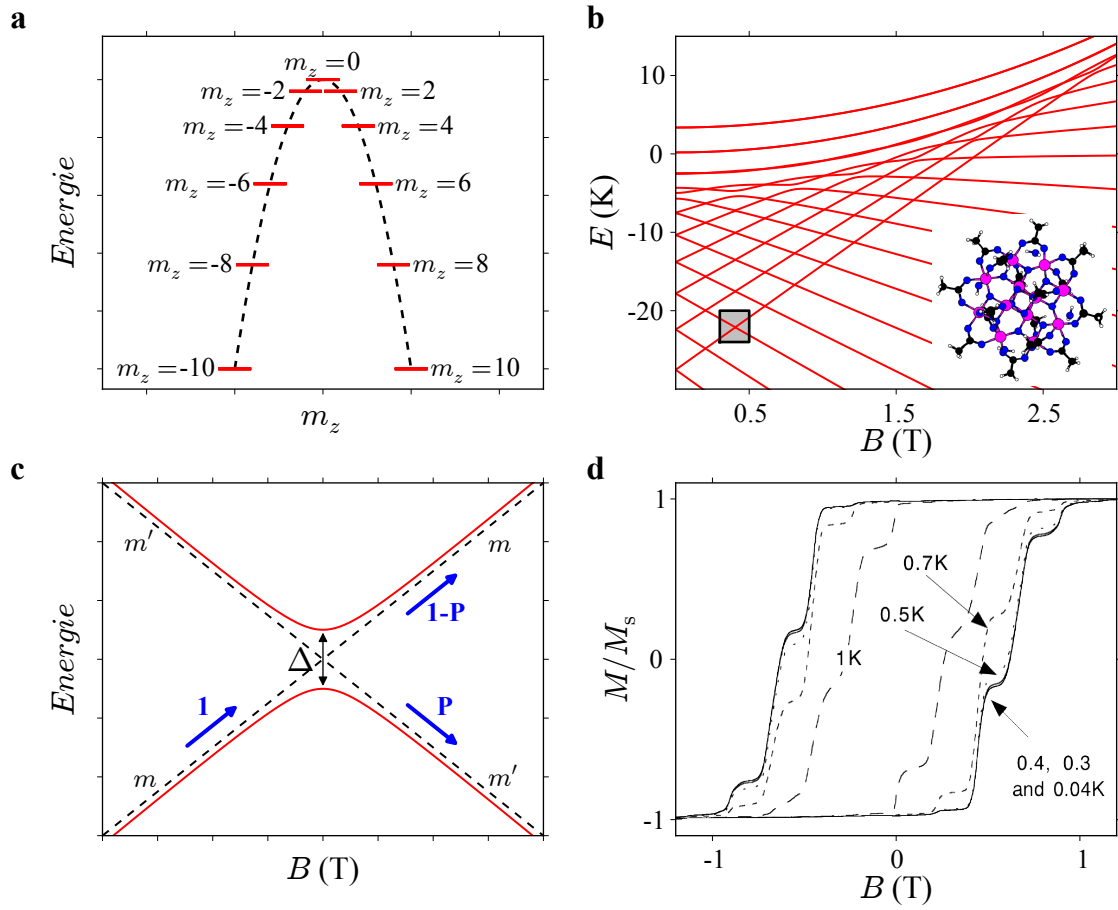 a
Energie
m_z = 0
m_z = -2
m_z = 2
m_z = -4
m_z = 4
m_z = -6
m_z = 6
m_z = -8
m_z = 8
m_z = -10
m_z = 10
m_z
b
E (K)
10
0
-10
-20
0.5
1.5
2.5
B (T)
c
Energie
m′
m
1-P
Δ
1
P
m
m′
B (T)
d
M/M_s
1
0
-1
0.7K
0.5K
1K
0.4, 0.3
and 0.04K
-1
0
1
B (T)